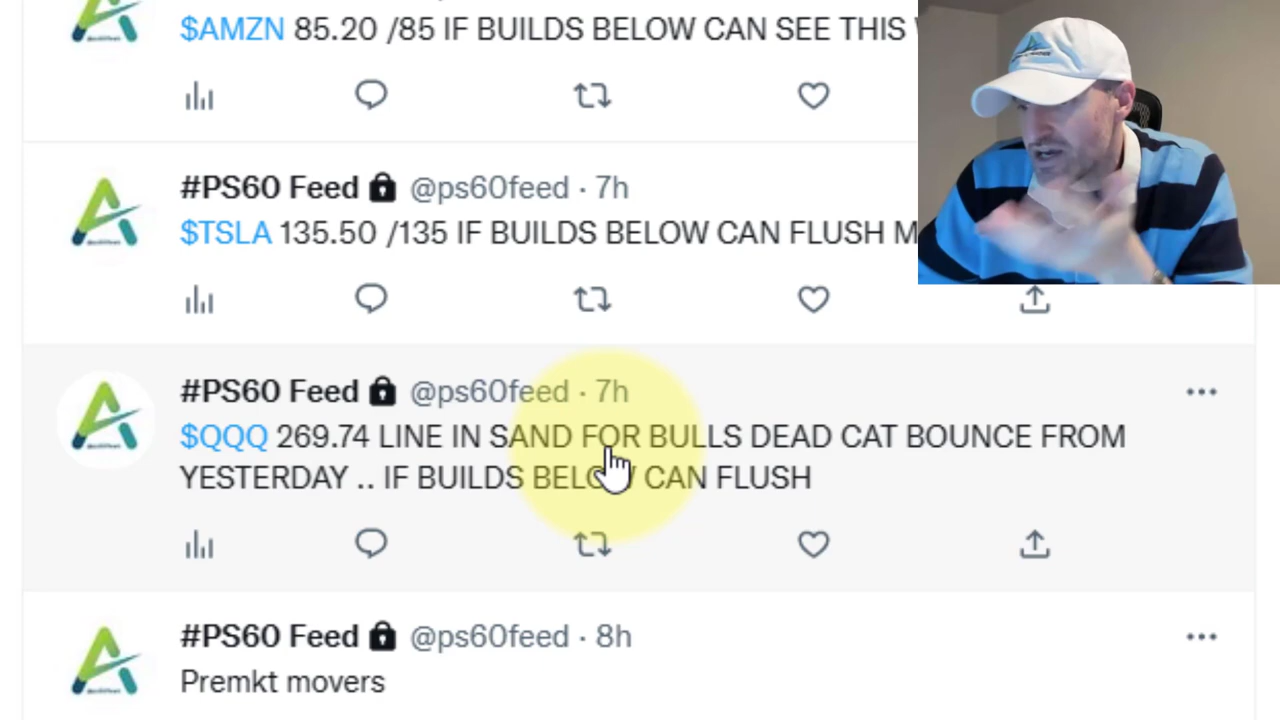 $AMZN 85.20 /85 IF BUILDS BELOW CAN SEE THIS
#PS60 Feed @ps60feed · 7h
$TSLA 135.50 /135 IF BUILDS BELOW CAN FLUSH M
#PS60 Feed @ps60feed · 7h
$QQQ 269.74 LINE IN SAND FOR BULLS DEAD CAT BOUNCE FROM
YESTERDAY .. IF BUILDS BELOW CAN FLUSH
#PS60 Feed @ps60feed · 8h
Premkt movers